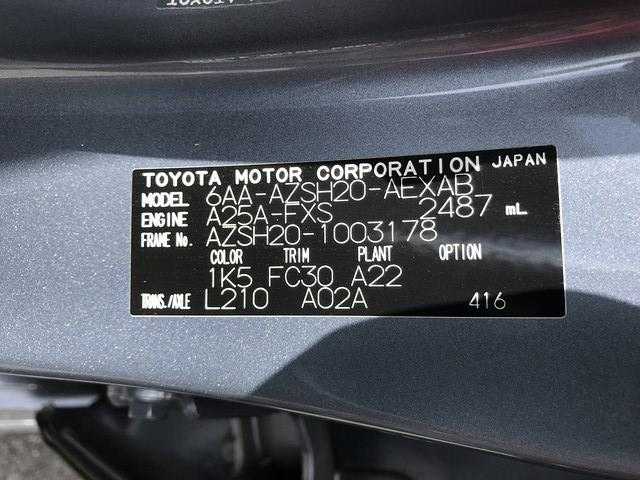 TOYOTA MOTOR CORPORATION JAPAN
MODEL 6AA-AZSH20-AEXAB
ENGINE A25A-FXS 2487 mL
FRAME No. AZSH20-1003178
COLOR TRIM PLANT OPTION
1K5 FC30 A22
TRANS./AXLE L210 A02A 416